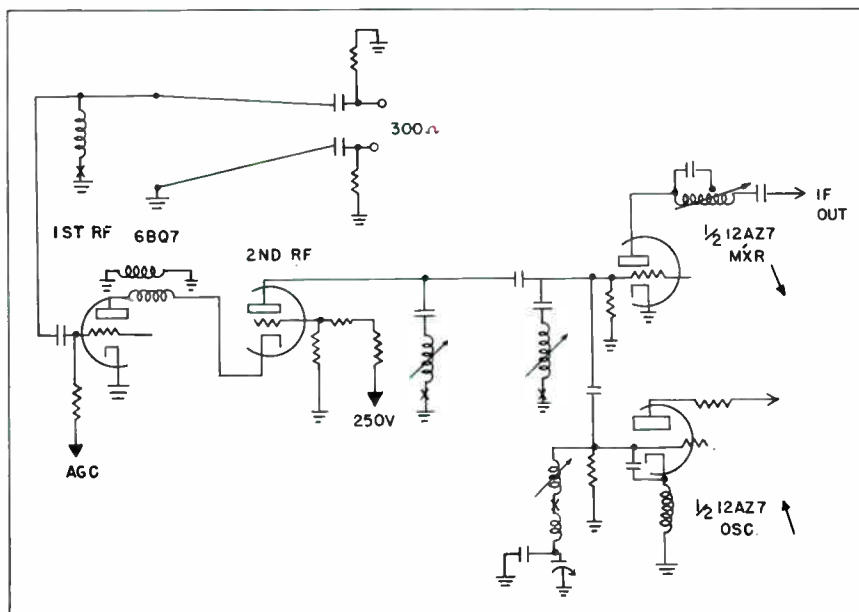 300Ω
IF
OUT
1ST RF 6BQ7
2ND RF
1/2 12AZ7
MXR
250V
AGC
1/2 12AZ7
OSC.